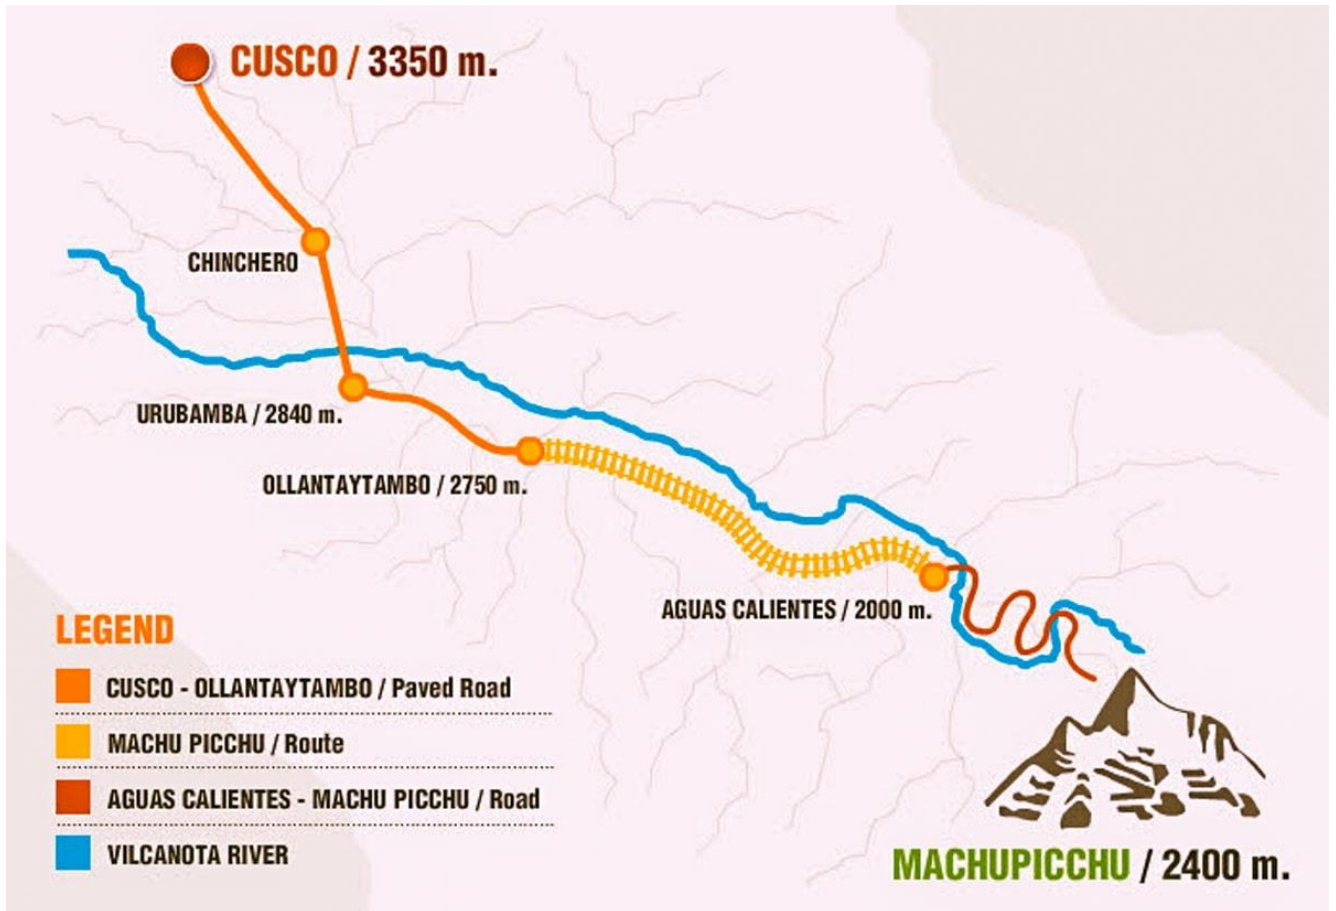 CUSCO / 3350 m.
CHINCHERO
URUBAMBA / 2840 m.
OLLANTAYTAMBO / 2750 m.
AGUAS CALIENTES / 2000 m.
LEGEND
CUSCO - OLLANTAYTAMBO / Paved Road
MACHU PICCHU / Route
AGUAS CALIENTES - MACHU PICCHU / Road
VILCANOTA RIVER
MACHUPICCHU / 2400 m.